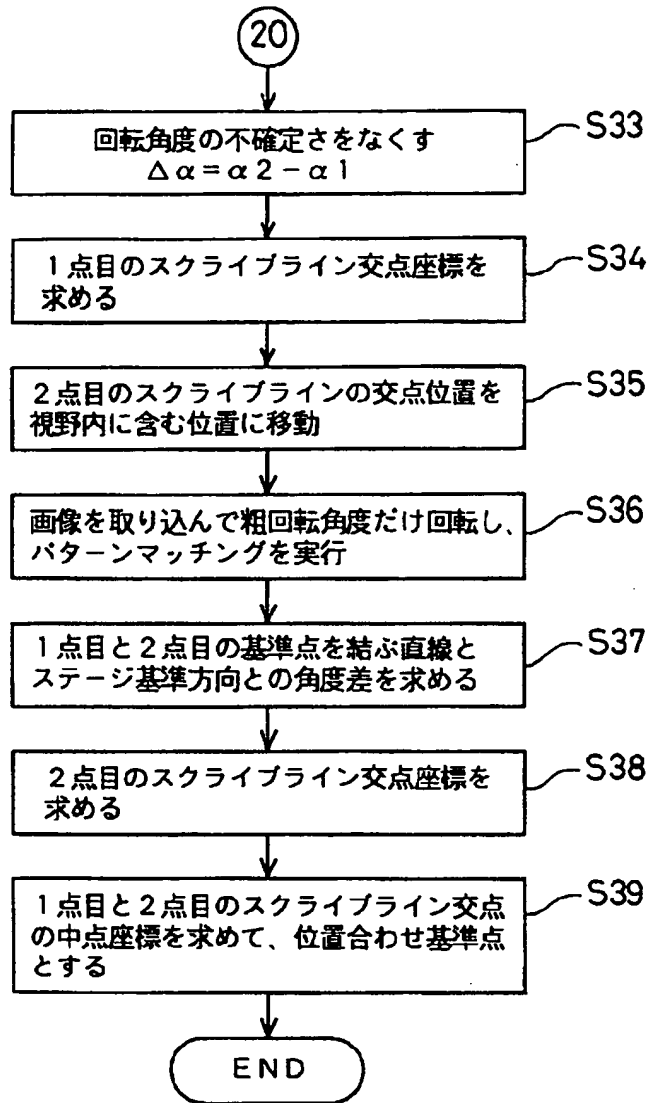 20
回転角度の不確定さをなくす
Δα=α2-α1
S33
1点目のスクライブライン交点座標を
求める
S34
2点目のスクライブラインの交点位置を
視野内に含む位置に移動
S35
画像を取り込んで粗回転角度だけ回転し、
パターンマッチングを実行
S36
1点目と2点目の基準点を結ぶ直線と
ステージ基準方向との角度差を求める
S37
2点目のスクライブライン交点座標を
求める
S38
1点目と2点目のスクライブライン交点
の中点座標を求めて、位置合わせ基準点
とする
S39
END